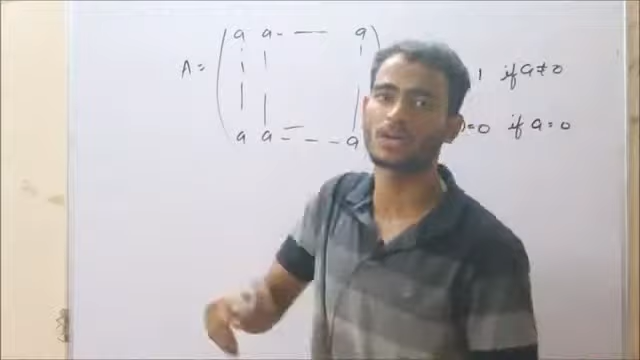 a a - — a
A =
1 if a ≠ 0
)=0 if a = 0
a a - - - a